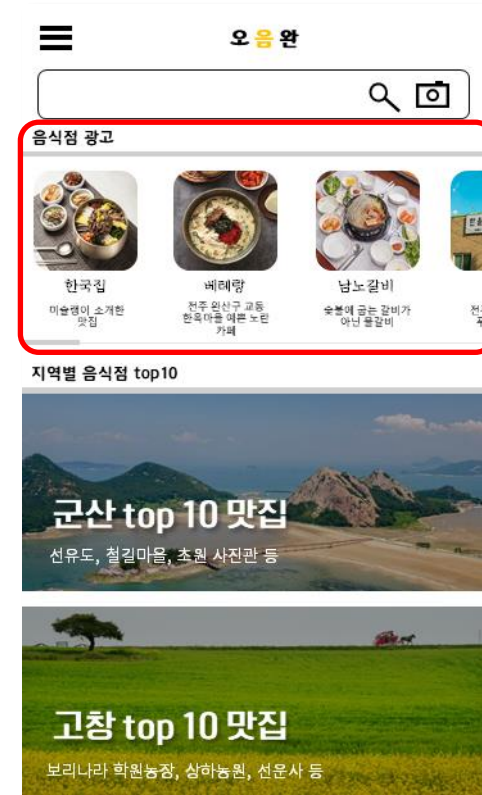 오음완
음식점 광고
한국집
미슐랭이 소개한
맛집
베테랑
전주 완산구 교동
한옥마을 예쁜 노란
카페
남노갈비
숯불에 굽는 갈비가
아닌 물갈비
지역별 음식점 top10
군산 top 10 맛집
선유도, 철길마을, 초원 사진관 등
고창 top 10 맛집
보리나라 학원농장, 상하농원, 선운사 등